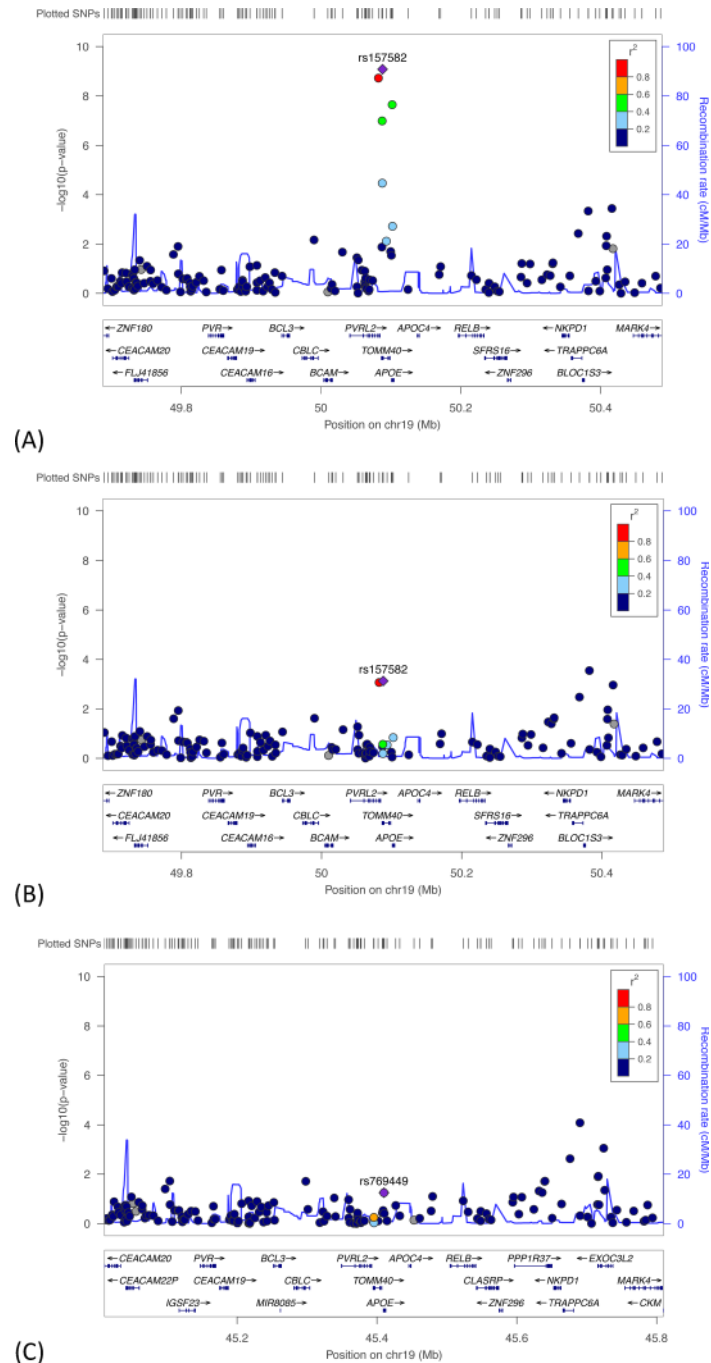 Plotted SNPs
rs157582
r²
0.8
0.6
0.4
0.2
10
8
6
4
2
0
−log10(p−value)
100
80
60
40
20
0
Recombination rate (cM/Mb)
←ZNF180 PVR→ BCL3→ PVRL2→ APOC4→ RELB→ ←NKPD1 MARK4→
←CEACAM20 CEACAM19→ CBLC→ TOMM40→ SFRS16→ ←TRAPPC6A
←FLJ41856 CEACAM16→ BCAM→ APOE→ ←ZNF296 BLOC1S3→
49.8 50 50.2 50.4
Position on chr19 (Mb)
(A)
Plotted SNPs
rs157582
r²
0.8
0.6
0.4
0.2
10
8
6
4
2
0
−log10(p−value)
100
80
60
40
20
0
Recombination rate (cM/Mb)
←ZNF180 PVR→ BCL3→ PVRL2→ APOC4→ RELB→ ←NKPD1 MARK4→
←CEACAM20 CEACAM19→ CBLC→ TOMM40→ SFRS16→ ←TRAPPC6A
←FLJ41856 CEACAM16→ BCAM→ APOE→ ←ZNF296 BLOC1S3→
49.8 50 50.2 50.4
Position on chr19 (Mb)
(B)
Plotted SNPs
rs769449
r²
0.8
0.6
0.4
0.2
10
8
6
4
2
0
−log10(p−value)
100
80
60
40
20
0
Recombination rate (cM/Mb)
←CEACAM20 PVR→ BCL3→ PVRL2→ APOC4→ RELB→ PPP1R37→ ←EXOC3L2
←CEACAM22P CEACAM19→ CBLC→ TOMM40→ CLASRP→ ←NKPD1 MARK4→
IGSF23→ MIR8085→ APOE→ ←ZNF296 ←TRAPPC6A ←CKM
45.2 45.4 45.6 45.8
Position on chr19 (Mb)
(C)